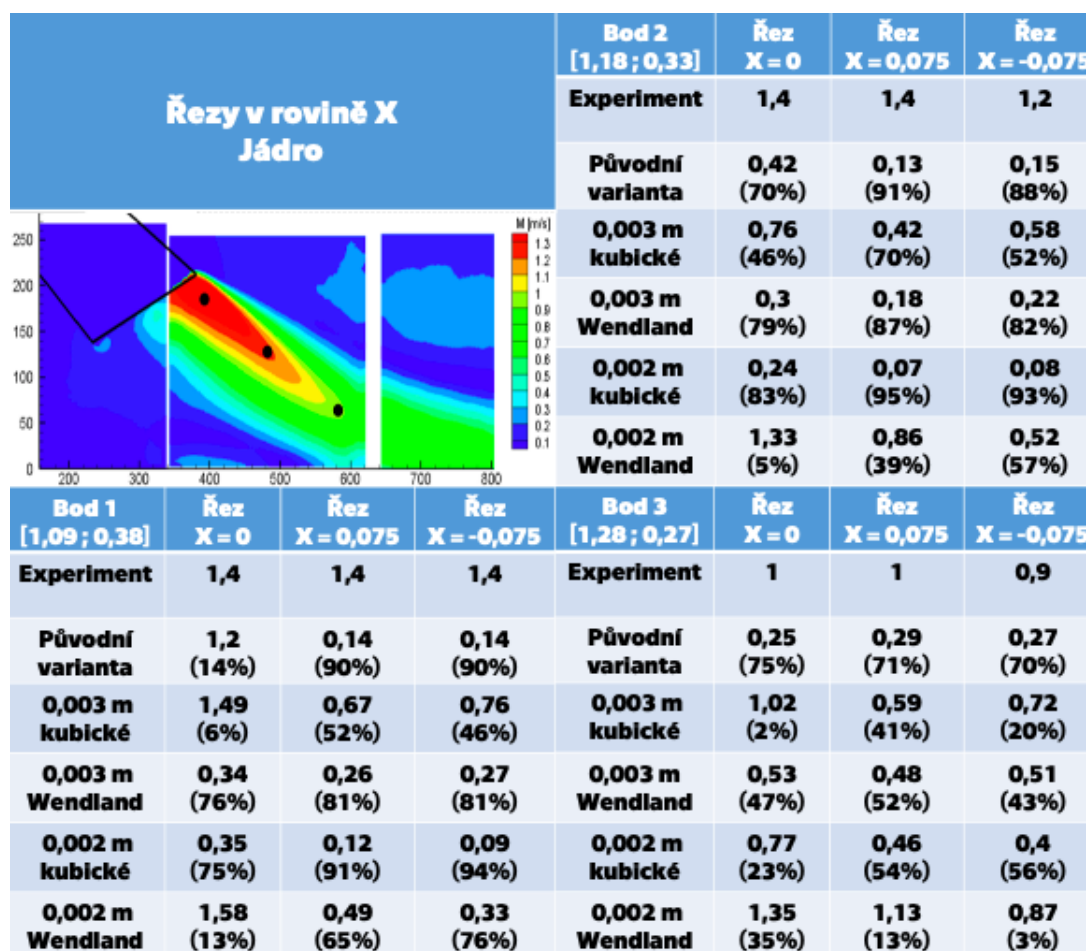 Řezy v rovině X
Jádro
Bod 2 Řez Řez Řez
[1,18 ; 0,33] X = 0 X = 0,075 X = -0,075
Experiment 1,4 1,4 1,2
Původní 0,42 0,13 0,15
varianta (70%) (91%) (88%)
0,003 m 0,76 0,42 0,58
kubické (46%) (70%) (52%)
0,003 m 0,3 0,18 0,22
Wendland (79%) (87%) (82%)
0,002 m 0,24 0,07 0,08
kubické (83%) (95%) (93%)
0,002 m 1,33 0,86 0,52
Wendland (5%) (39%) (57%)
M [m/s]
1.3
1.2
1.1
1
0.9
0.8
0.7
0.6
0.5
0.4
0.3
0.2
0.1
250
200
150
100
50
0
200 300 400 500 600 700 800
Bod 1 Řez Řez Řez
[1,09 ; 0,38] X = 0 X = 0,075 X = -0,075
Experiment 1,4 1,4 1,4
Původní 1,2 0,14 0,14
varianta (14%) (90%) (90%)
0,003 m 1,49 0,67 0,76
kubické (6%) (52%) (46%)
0,003 m 0,34 0,26 0,27
Wendland (76%) (81%) (81%)
0,002 m 0,35 0,12 0,09
kubické (75%) (91%) (94%)
0,002 m 1,58 0,49 0,33
Wendland (13%) (65%) (76%)
Bod 3 Řez Řez Řez
[1,28 ; 0,27] X = 0 X = 0,075 X = -0,075
Experiment 1 1 0,9
Původní 0,25 0,29 0,27
varianta (75%) (71%) (70%)
0,003 m 1,02 0,59 0,72
kubické (2%) (41%) (20%)
0,003 m 0,53 0,48 0,51
Wendland (47%) (52%) (43%)
0,002 m 0,77 0,46 0,4
kubické (23%) (54%) (56%)
0,002 m 1,35 1,13 0,87
Wendland (35%) (13%) (3%)